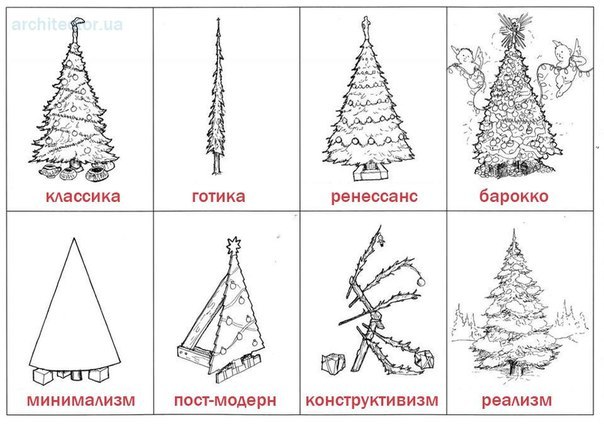 architector.ua
классика
готика
ренессанс
барокко
минимализм
пост-модерн
конструктивизм
реализм